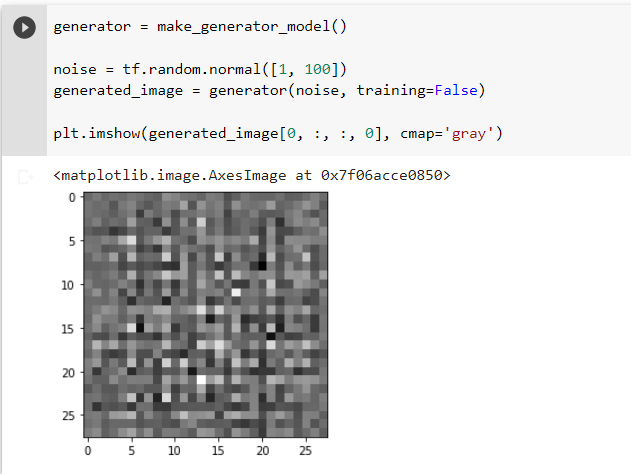 generator = make_generator_model()
noise = tf.random.normal([1, 100])
generated_image = generator(noise, training=False)
plt.imshow(generated_image[0, :, :, 0], cmap='gray')
<matplotlib.image.AxesImage at 0x7f06acce0850>
0
5
10
15
20
25
0 5 10 15 20 25